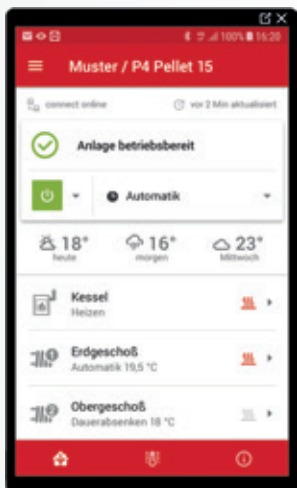 100% 16:20
Muster / P4 Pellet 15
connect online vor 2 Min aktualisiert
Anlage betriebsbereit
Automatik
18° 16° 23°
heute morgen Mittwoch
Kessel
Heizen
Erdgeschoß
Automatik 19,5 °C
Obergeschoß
Dauerabsenken 18 °C